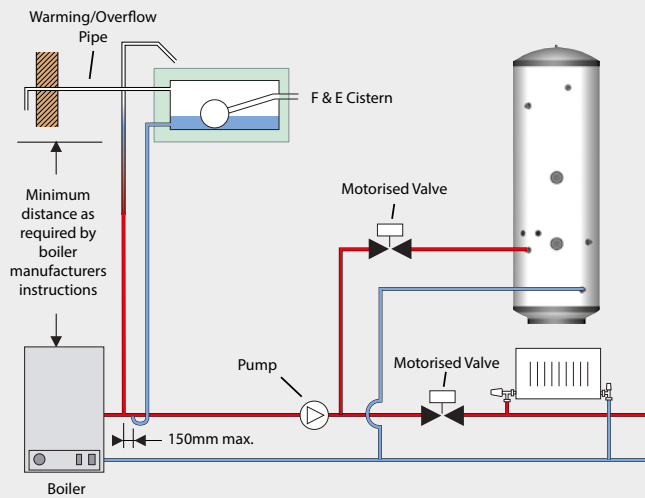 Warming/Overflow
Pipe
F & E Cistern
Minimum
distance as
required by
boiler
manufacturers
instructions
Motorised Valve
Pump
Motorised Valve
150mm max.
Boiler